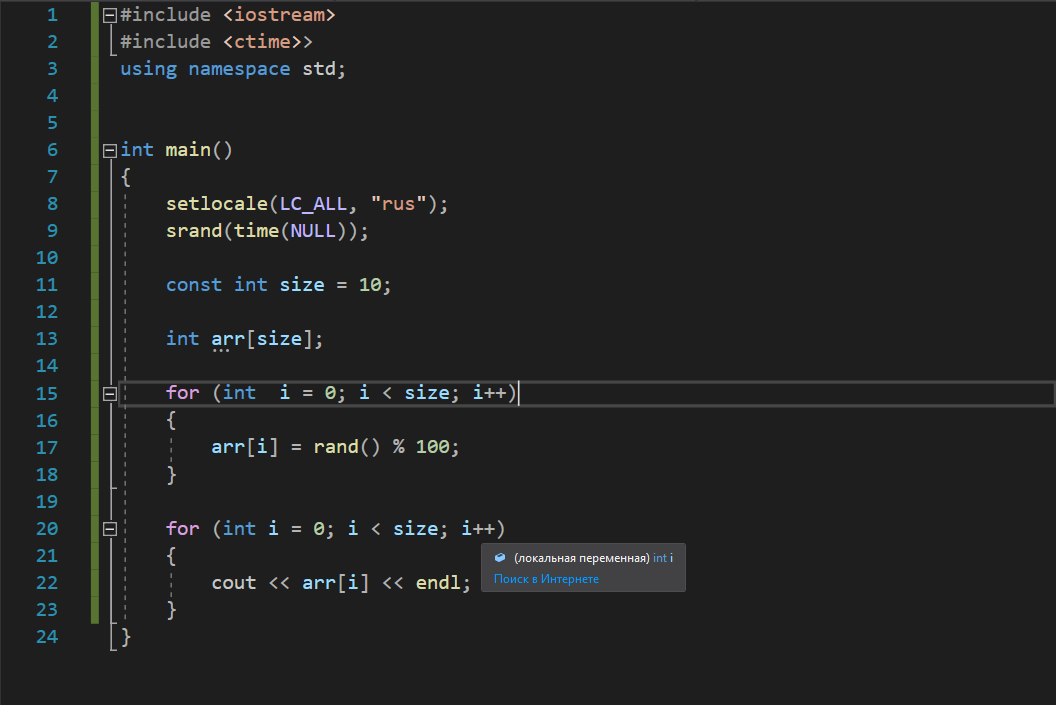 1 #include <iostream>
2 #include <ctime>>
3 using namespace std;
4
5
6 int main()
7 {
8 setlocale(LC_ALL, "rus");
9 srand(time(NULL));
10
11 const int size = 10;
12
13 int arr[size];
14
15 for (int  i = 0; i < size; i++)
16 {
17 arr[i] = rand() % 100;
18 }
19
20 for (int i = 0; i < size; i++)
21 {
(локальная переменная) int i
Поиск в Интернете
22 cout << arr[i] << endl;
23 }
24 }